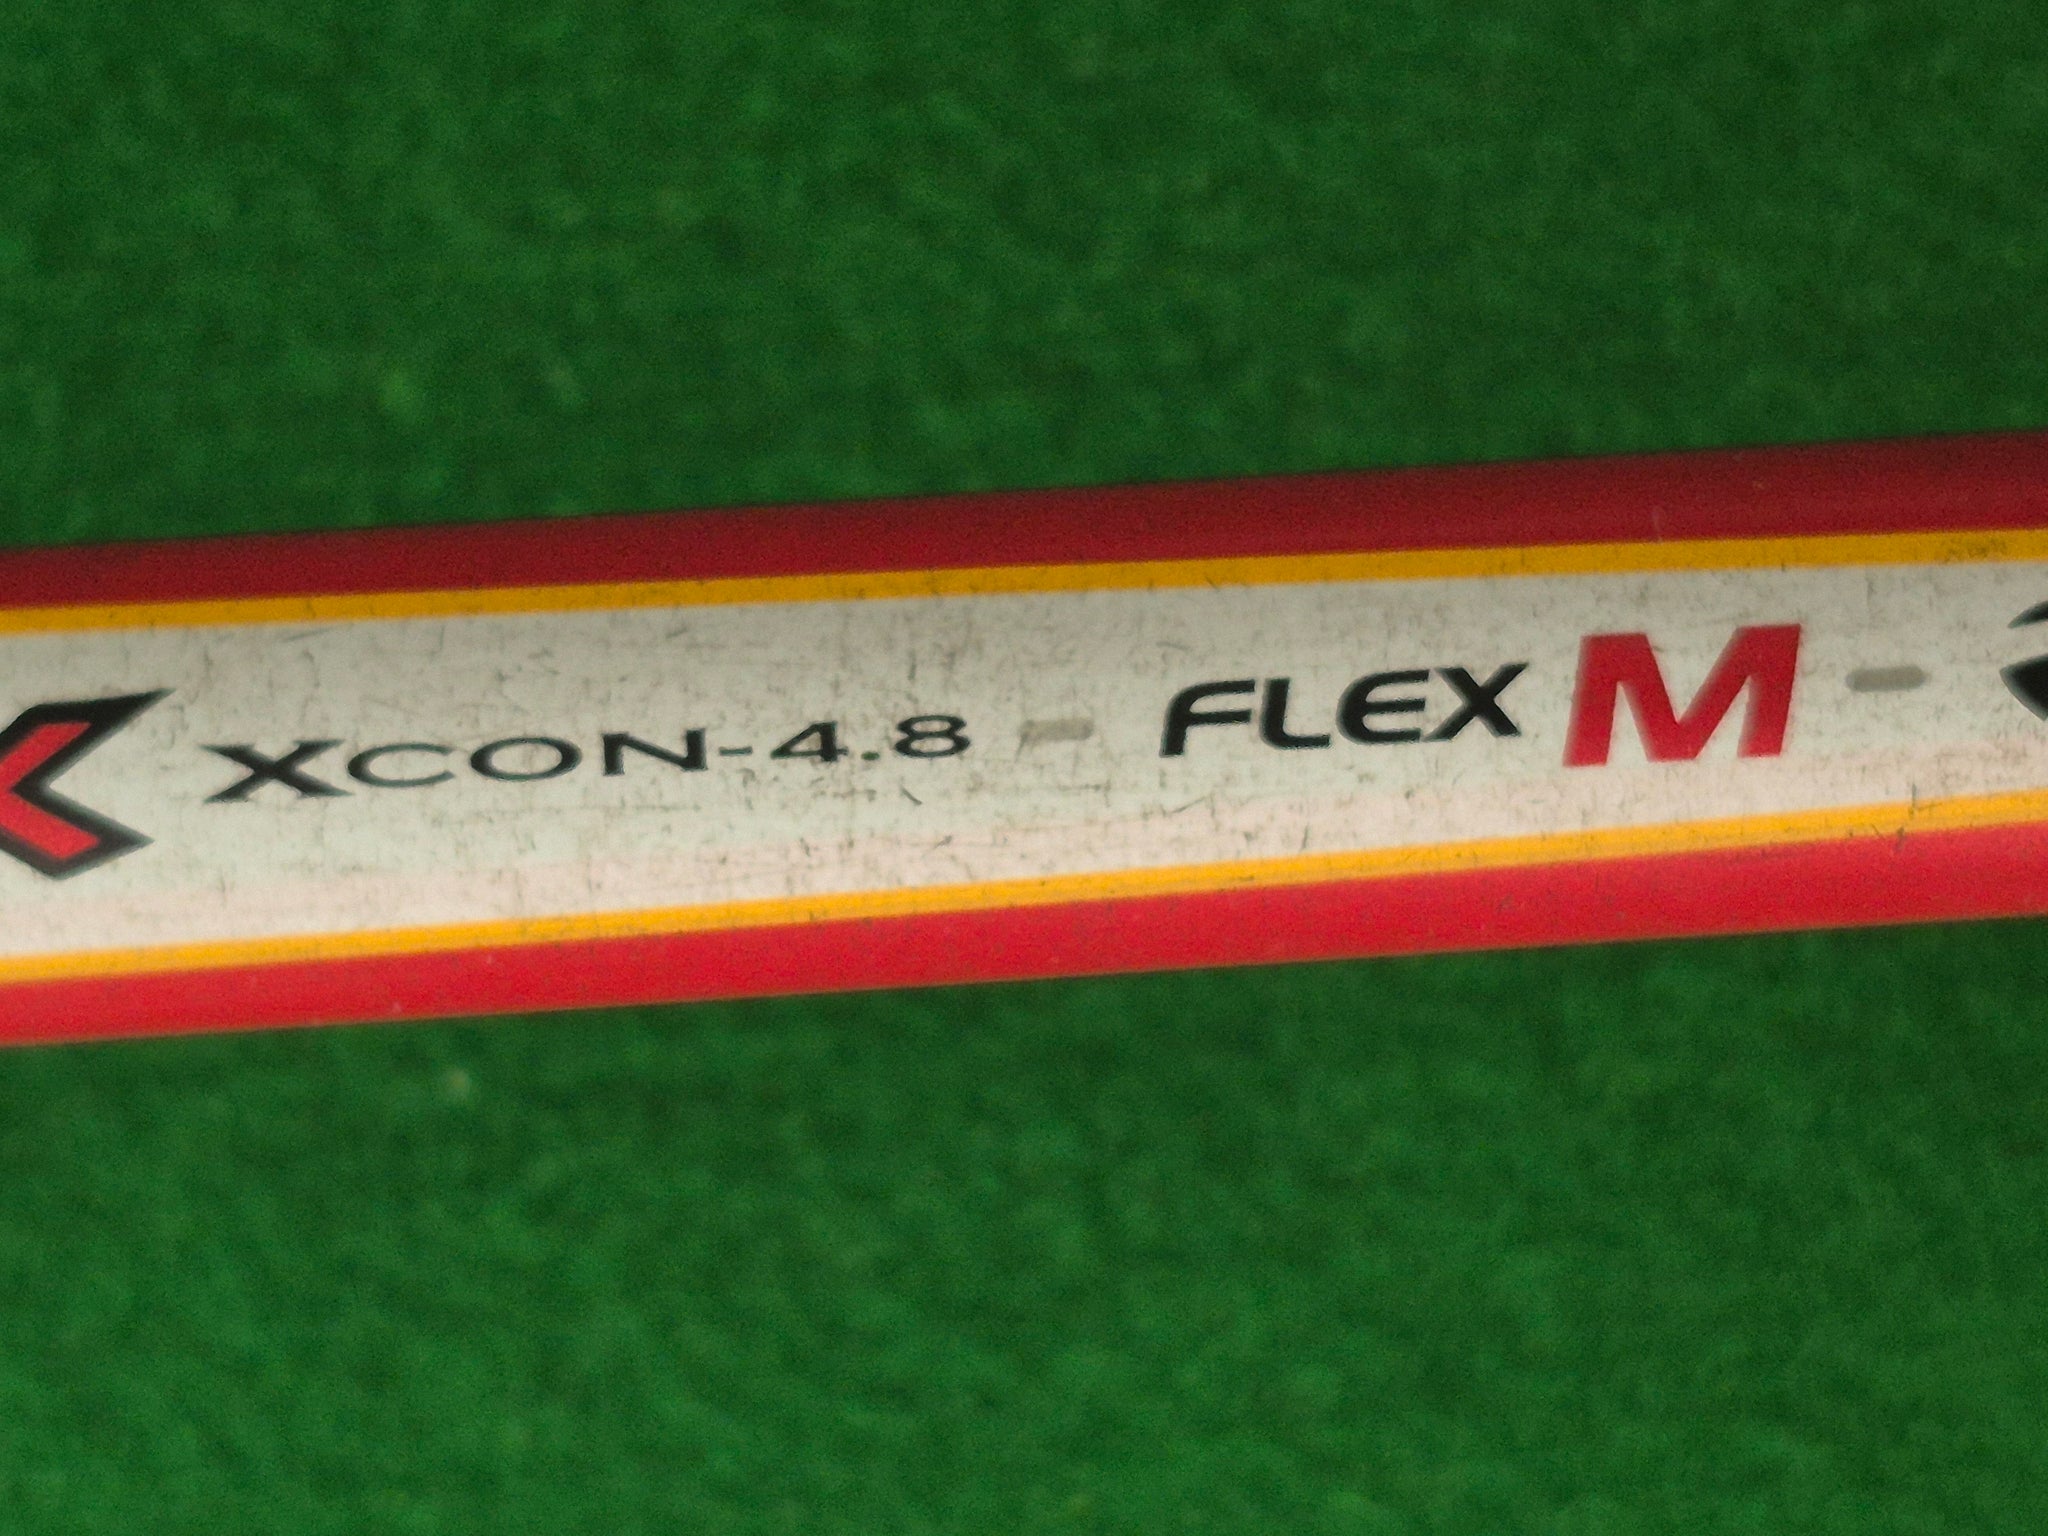 X XCON-4.8 - FLEX M -